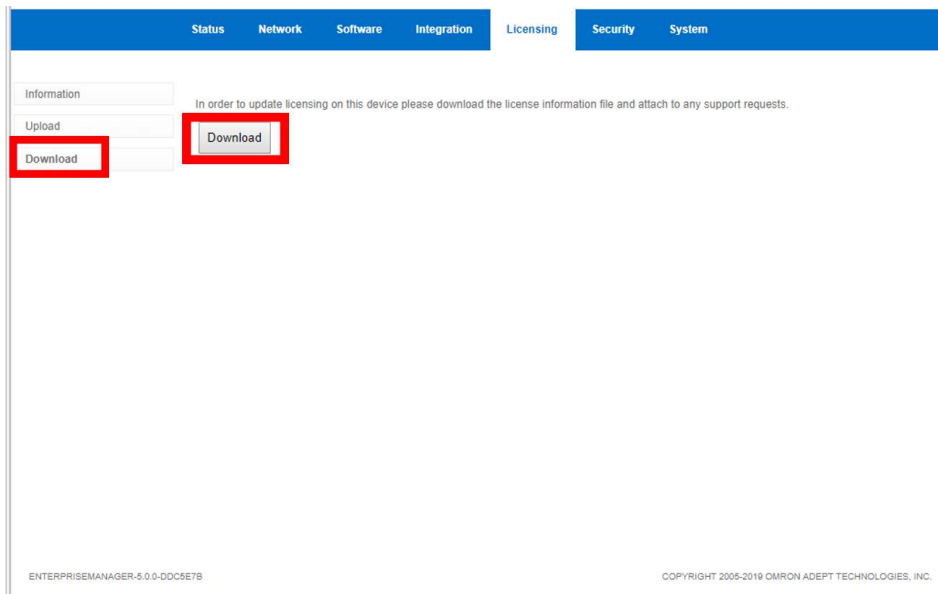 Status Network Software Integration Licensing Security System
Information
In order to update licensing on this device please download the license information file and attach to any support requests.
Upload
Download
Download
ENTERPRISEMANAGER-5.0.0-DDC5E7B
COPYRIGHT 2005-2019 OMRON ADEPT TECHNOLOGIES, INC.